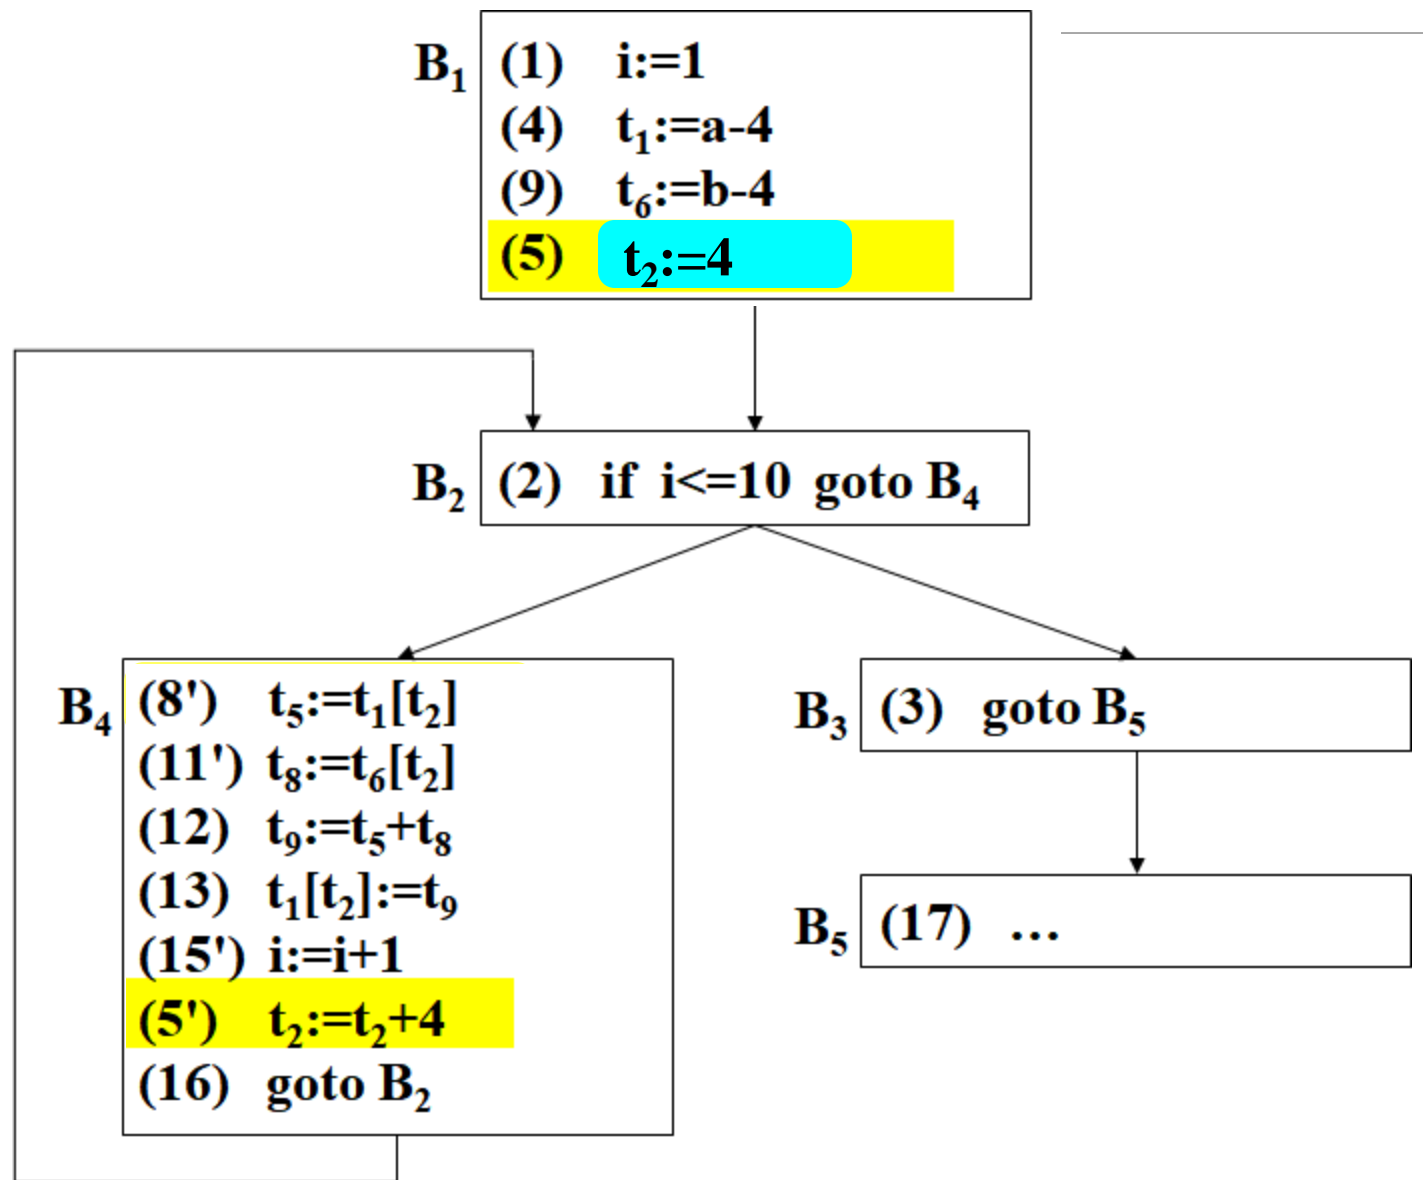 B₁
(1) i:=1
(4) t₁:=a-4
(9) t₆:=b-4
(5) t₂:=4
B₂
(2) if i<=10 goto B₄
B₄
(8') t₅:=t₁[t₂]
(11') t₈:=t₆[t₂]
(12) t₉:=t₅+t₈
(13) t₁[t₂]:=t₉
(15') i:=i+1
(5') t₂:=t₂+4
(16) goto B₂
B₃
(3) goto B₅
B₅
(17) …